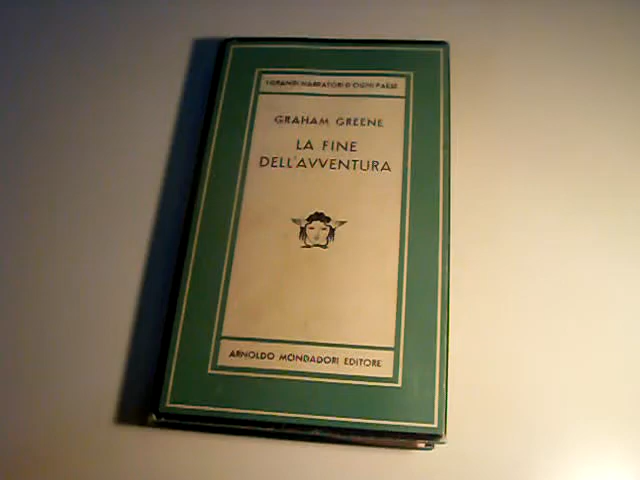 I GRANDI NARRATORI D'OGNI PAESE
GRAHAM GREENE
LA FINE
DELL'AVVENTURA
ARNOLDO MONDADORI EDITORE